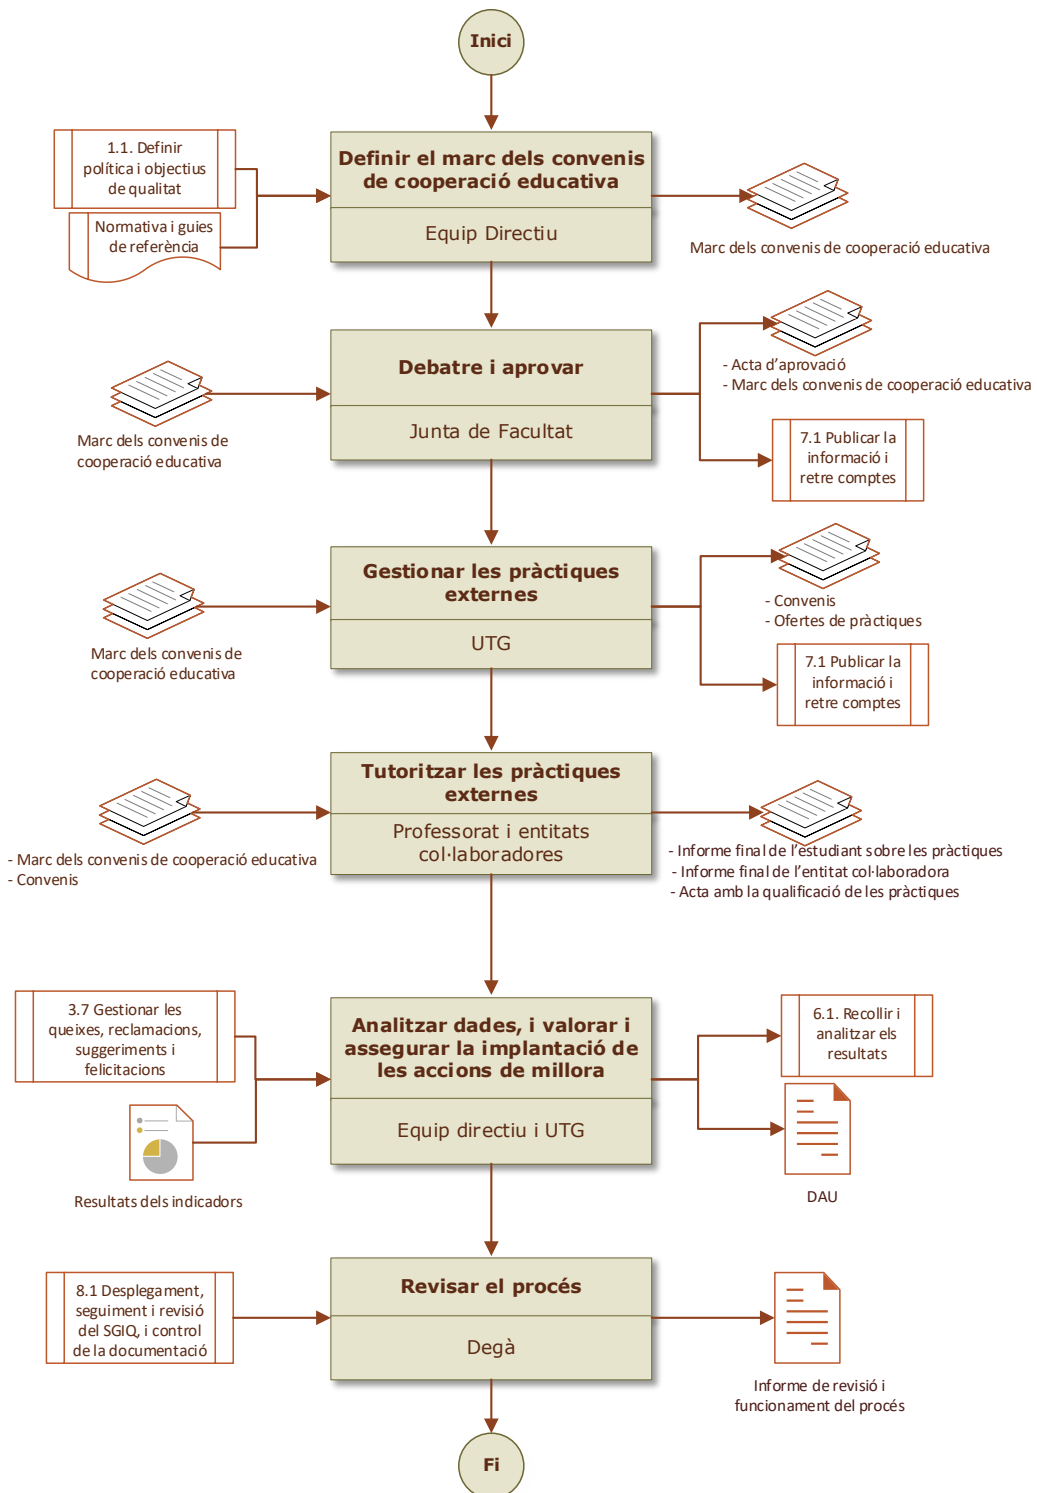 Inici
1.1. Definir
política i objectius
de qualitat
Normativa i guies
de referència
Definir el marc dels convenis
de cooperació educativa
Equip Directiu
Marc dels convenis de cooperació educativa
Marc dels convenis de
cooperació educativa
Debatre i aprovar
Junta de Facultat
- Acta d’aprovació
- Marc dels convenis de cooperació educativa
7.1 Publicar la
informació i
retre comptes
Marc dels convenis de
cooperació educativa
Gestionar les pràctiques
externes
UTG
- Convenis
- Ofertes de pràctiques
7.1 Publicar la
informació i
retre comptes
- Marc dels convenis de cooperació educativa
- Convenis
Tutoritzar les pràctiques
externes
Professorat i entitats
col·laboradores
- Informe final de l’estudiant sobre les pràctiques
- Informe final de l’entitat col·laboradora
- Acta amb la qualificació de les pràctiques
3.7 Gestionar les
queixes, reclamacions,
suggeriments i
felicitacions
Resultats dels indicadors
Analitzar dades, i valorar i
assegurar la implantació de
les accions de millora
Equip directiu i UTG
6.1. Recollir i
analitzar els
resultats
DAU
8.1 Desplegament,
seguiment i revisió
del SGIQ, i control
de la documentació
Revisar el procés
Degà
Informe de revisió i
funcionament del procés
Fi